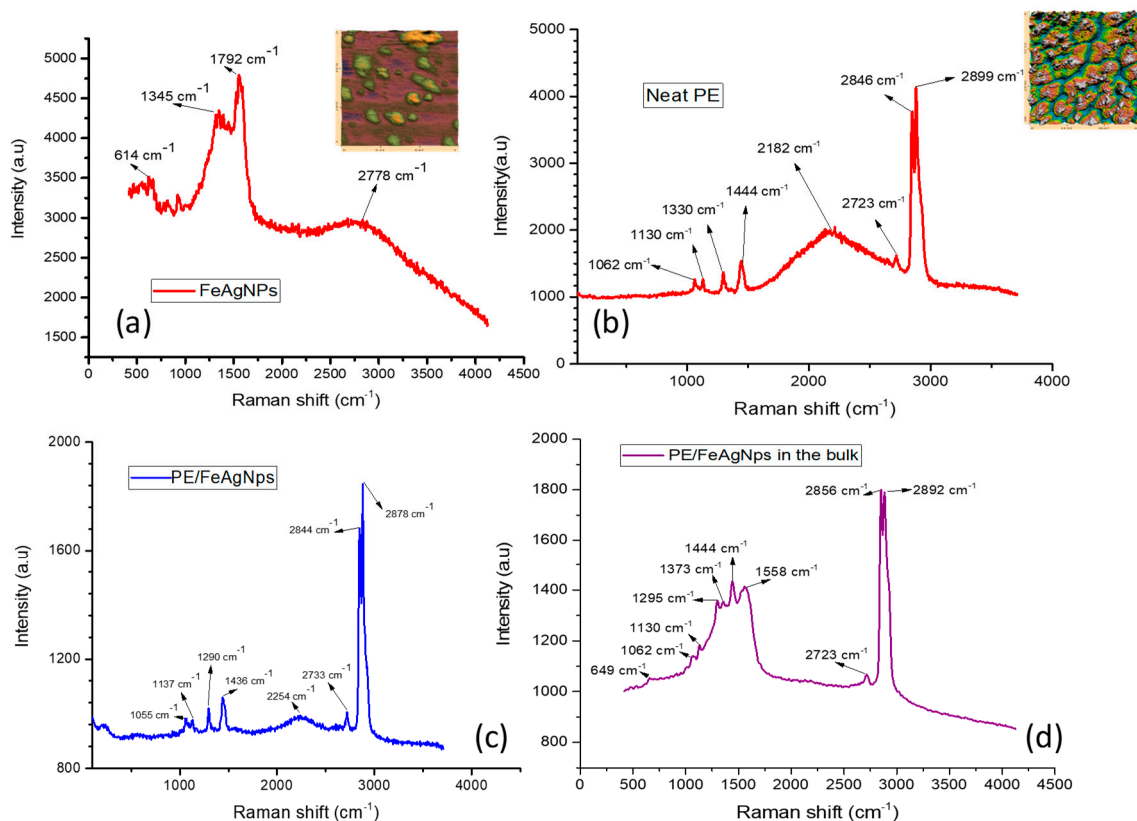 1792 cm-1
1345 cm-1
614 cm-1
2778 cm-1
5000
4500
4000
3500
3000
2500
2000
1500
Intensity (a.u)
FeAgNPs
(a)
0 500 1000 1500 2000 2500 3000 3500 4000 4500
Raman shift (cm-1)
Neat PE
2846 cm-1
2899 cm-1
2182 cm-1
2723 cm-1
1444 cm-1
1330 cm-1
1130 cm-1
1062 cm-1
5000
4000
3000
2000
1000
0
Intensity(a.u)
(b)
1000 2000 3000 4000
Raman shift (cm-1)
PE/FeAgNps
2878 cm-1
2844 cm-1
1290 cm-1
1137 cm-1
1436 cm-1
1055 cm-1
2254 cm-1
2733 cm-1
2000
1600
1200
800
Intensity (a.u)
(c)
1000 2000 3000 4000
Raman shift (cm-1)
PE/FeAgNps in the bulk
2856 cm-1
2892 cm-1
1444 cm-1
1373 cm-1
1558 cm-1
1295 cm-1
1130 cm-1
1062 cm-1
649 cm-1
2723 cm-1
2000
1800
1600
1400
1200
1000
800
Intensity (a.u)
(d)
0 500 1000 1500 2000 2500 3000 3500 4000 4500
Raman shift (cm-1)